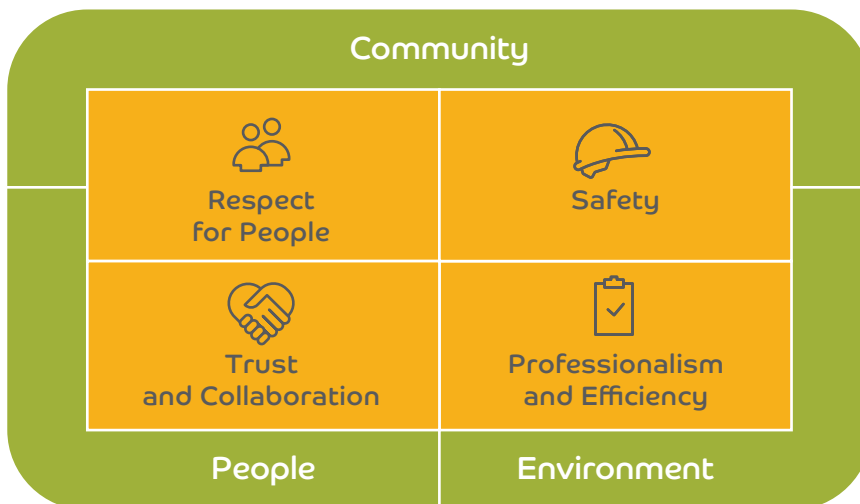 Community
Respect
for People
Safety
Trust
and Collaboration
Professionalism
and Efficiency
People
Environment